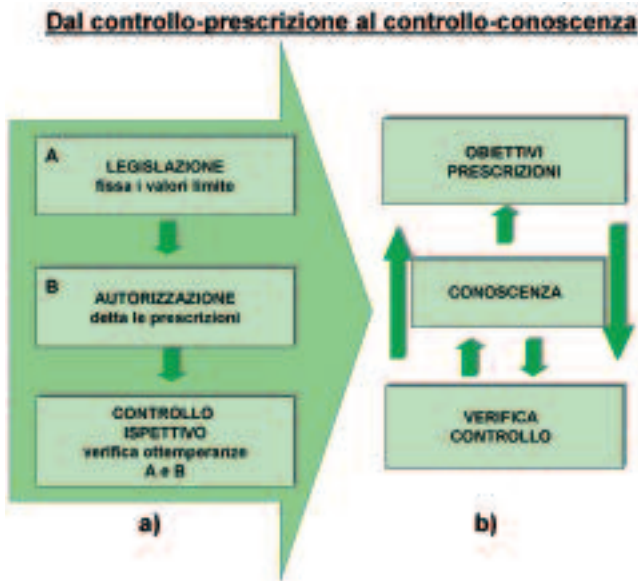 Dal controllo-prescrizione al controllo-conoscenza
A
LEGISLAZIONE
fissa i valori limite
B
AUTORIZZAZIONE
detta le prescrizioni
CONTROLLO
ISPETTIVO
verifica ottemperanze
A e B
a)
OBIETTIVI
PRESCRIZIONI
CONOSCENZA
VERIFICA
CONTROLLO
b)